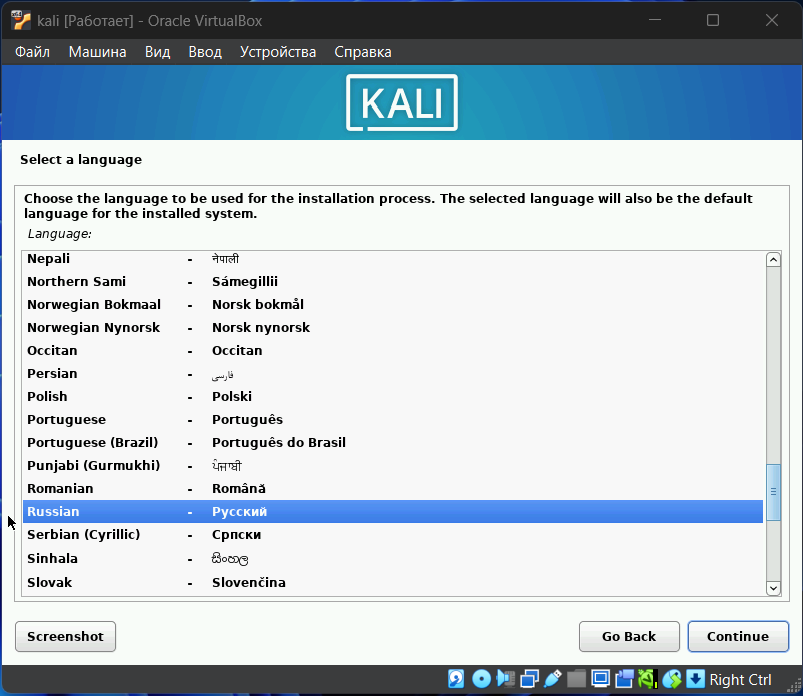 kali [Работает] - Oracle VirtualBox
Файл Машина Вид Ввод Устройства Справка
KALI
Select a language
Choose the language to be used for the installation process. The selected language will also be the default
language for the installed system.
Language:
Nepali - नेपाली
Northern Sami - Sámegillii
Norwegian Bokmaal - Norsk bokmål
Norwegian Nynorsk - Norsk nynorsk
Occitan - Occitan
Persian - فارسی
Polish - Polski
Portuguese - Português
Portuguese (Brazil) - Português do Brasil
Punjabi (Gurmukhi) - ਪੰਜਾਬੀ
Romanian - Română
Russian - Русский
Serbian (Cyrillic) - Српски
Sinhala - සිංහල
Slovak - Slovenčina
Screenshot Go Back Continue
Right Ctrl